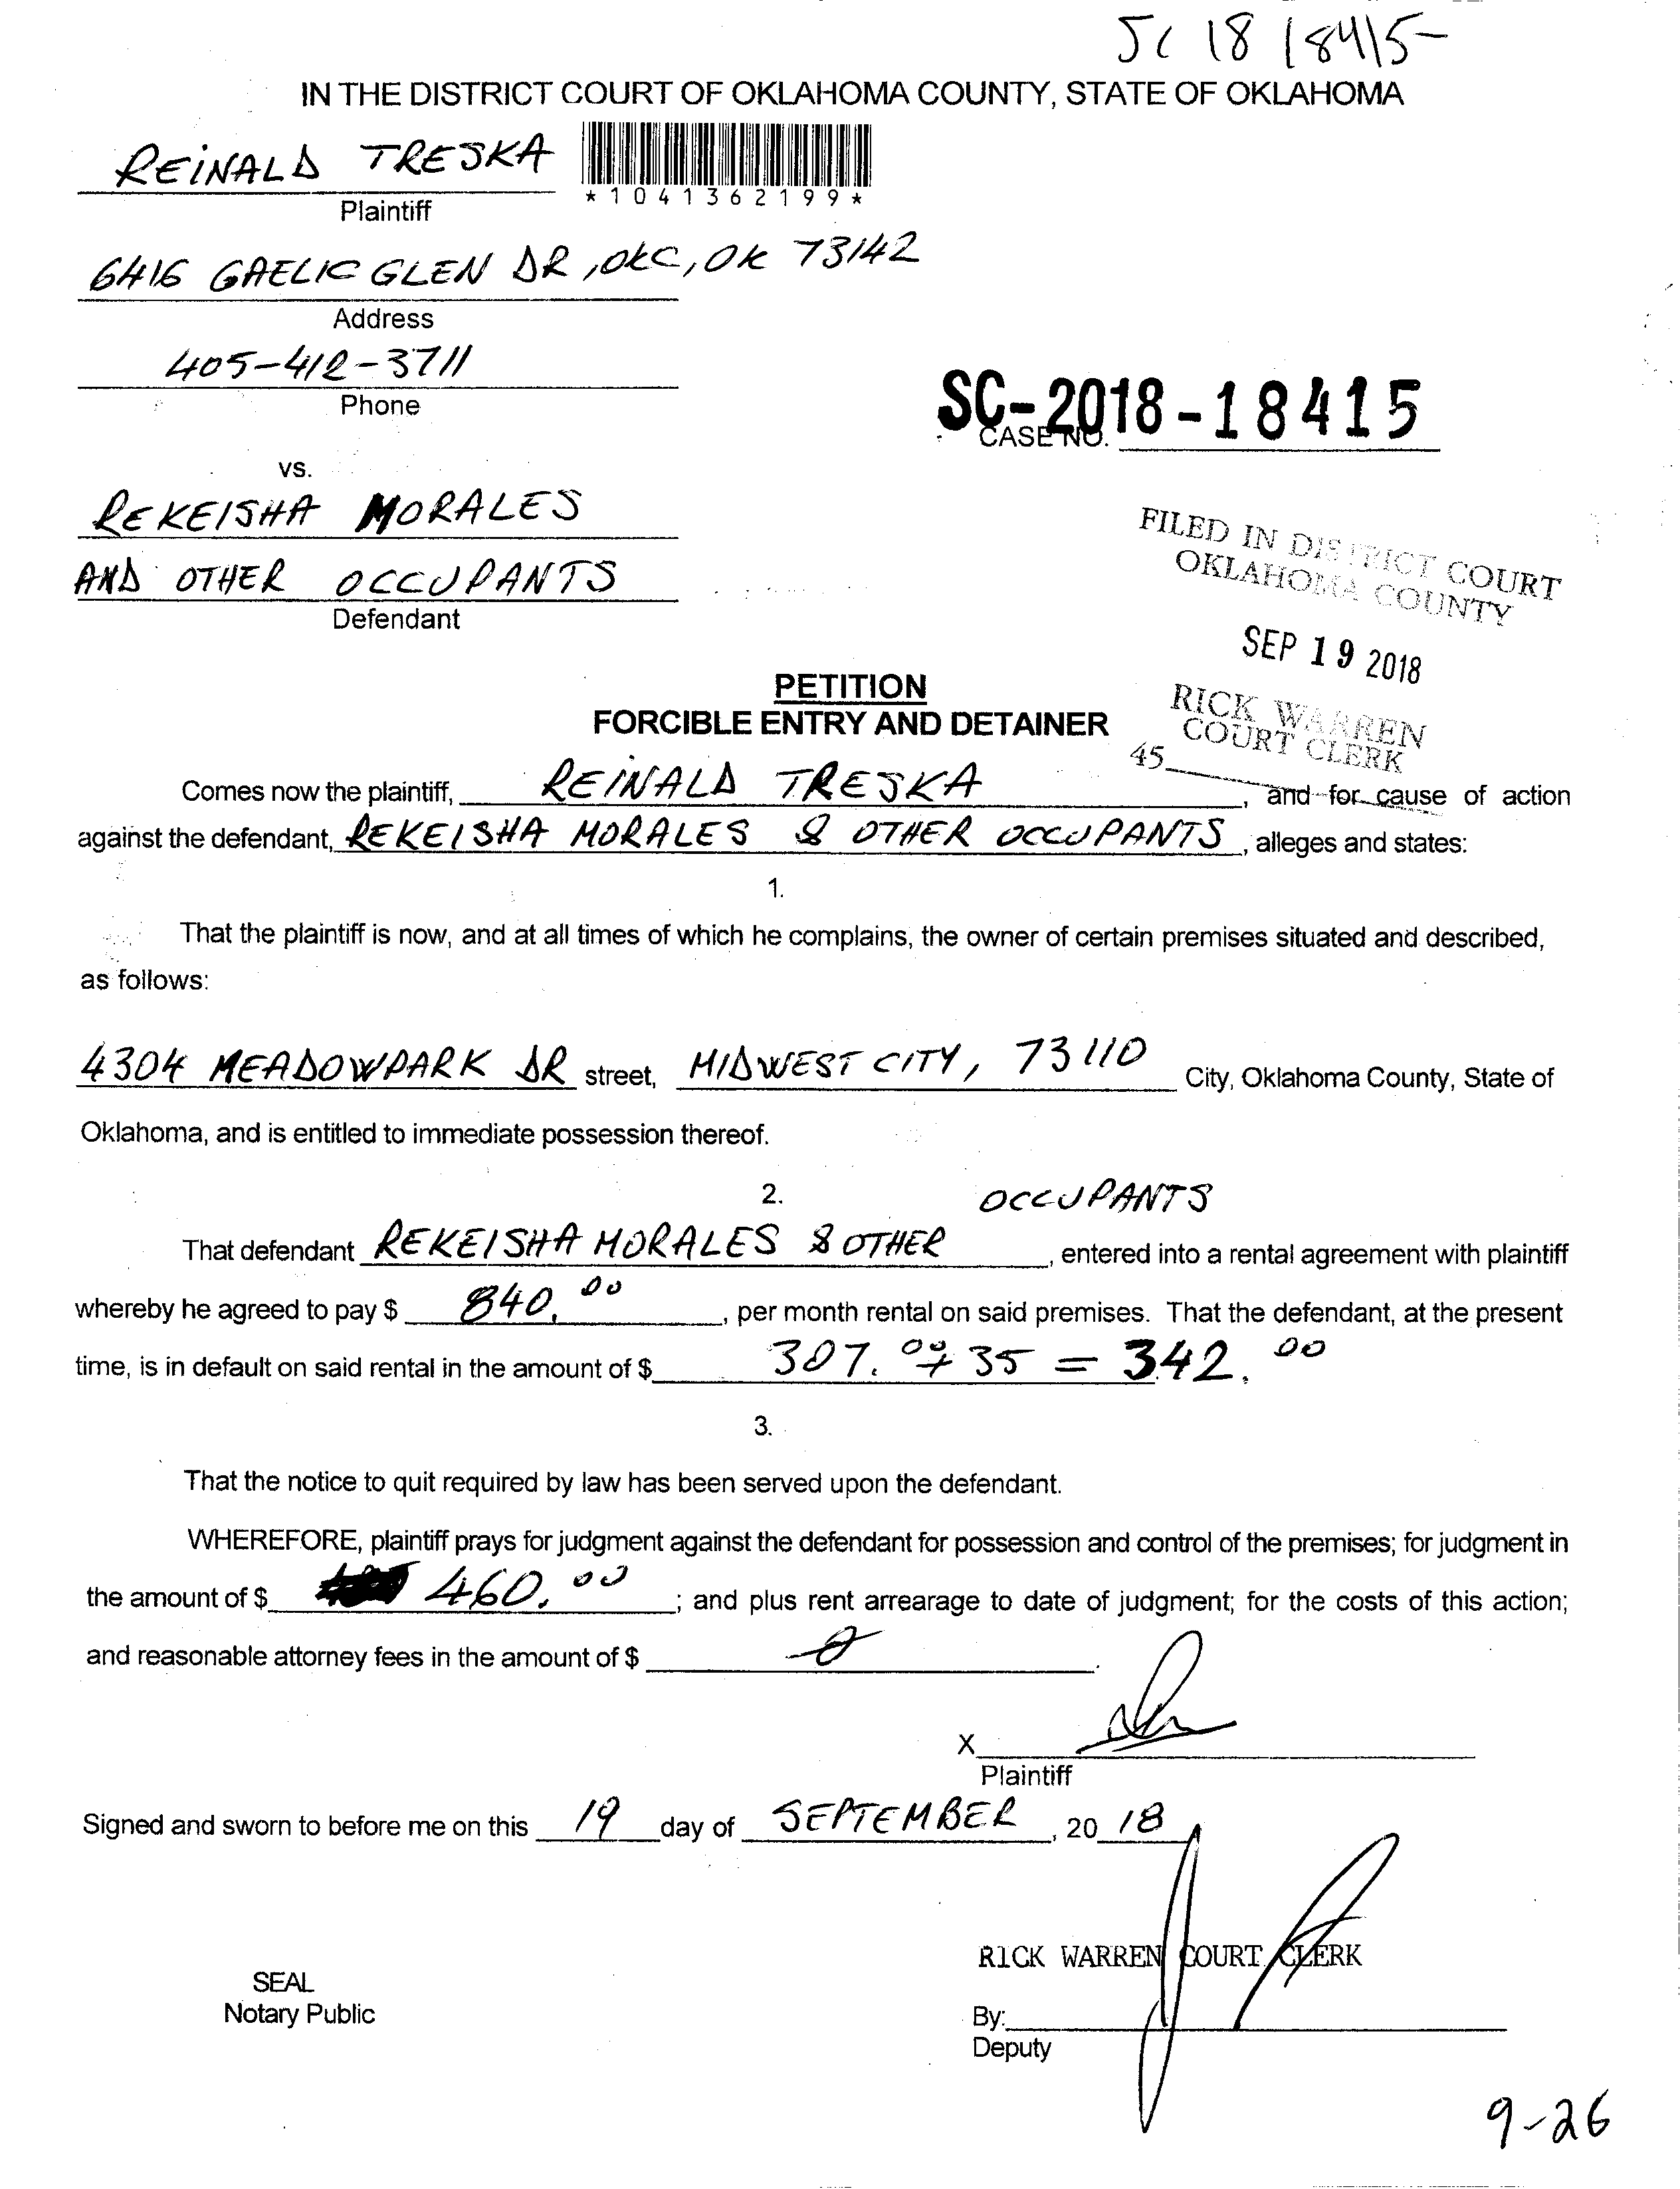 SC 18 18415
IN THE DISTRICT COURT OF OKLAHOMA COUNTY, STATE OF OKLAHOMA
REINALD TRESKA
*1041362199*
Plaintiff
6416 GAELIC GLEN DR, OKC, OK 73142
Address
405-412-3711
Phone
SC-2018-18415
CASE NO.
vs.
REKEISHA MORALES
AND OTHER OCCUPANTS
Defendant
FILED IN DISTRICT COURT
OKLAHOMA COUNTY
SEP 19 2018
RICK WARREN
COURT CLERK
45
PETITION
FORCIBLE ENTRY AND DETAINER
Comes now the plaintiff, REINALD TRESKA, and for cause of action
against the defendant, REKEISHA MORALES & OTHER OCCUPANTS, alleges and states:
1.
That the plaintiff is now, and at all times of which he complains, the owner of certain premises situated and described,
as follows:
4304 MEADOWPARK DR street, MIDWEST CITY, 73110 City, Oklahoma County, State of
Oklahoma, and is entitled to immediate possession thereof.
2.
OCCUPANTS
That defendant REKEISHA MORALES & OTHER, entered into a rental agreement with plaintiff
whereby he agreed to pay $ 840.00, per month rental on said premises. That the defendant, at the present
time, is in default on said rental in the amount of $ 307.00 + 35 = 342.00
3.
That the notice to quit required by law has been served upon the defendant.
WHEREFORE, plaintiff prays for judgment against the defendant for possession and control of the premises; for judgment in
the amount of $ 460.00; and plus rent arrearage to date of judgment; for the costs of this action;
and reasonable attorney fees in the amount of $ 0.
X
Plaintiff
Signed and sworn to before me on this 19 day of SEPTEMBER, 20 18
RICK WARREN COURT CLERK
SEAL
Notary Public
By:
Deputy
9-26